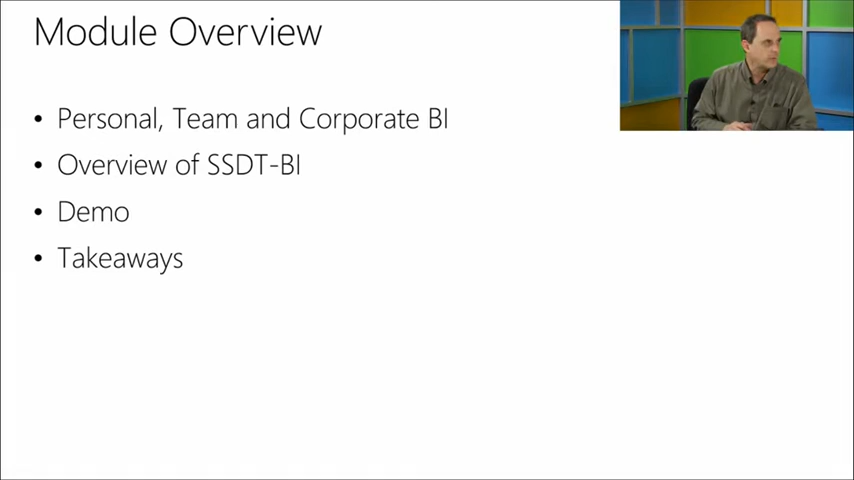 Module Overview
• Personal, Team and Corporate BI
• Overview of SSDT-BI
• Demo
• Takeaways